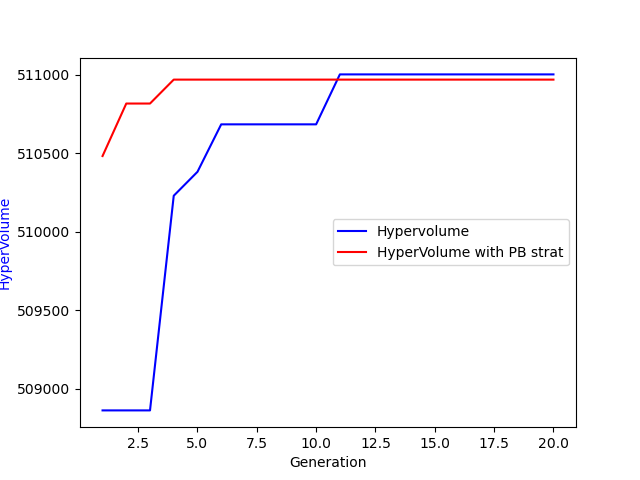 511000
510500
510000
509500
509000
HyperVolume
Hypervolume
HyperVolume with PB strat
2.5 5.0 7.5 10.0 12.5 15.0 17.5 20.0
Generation